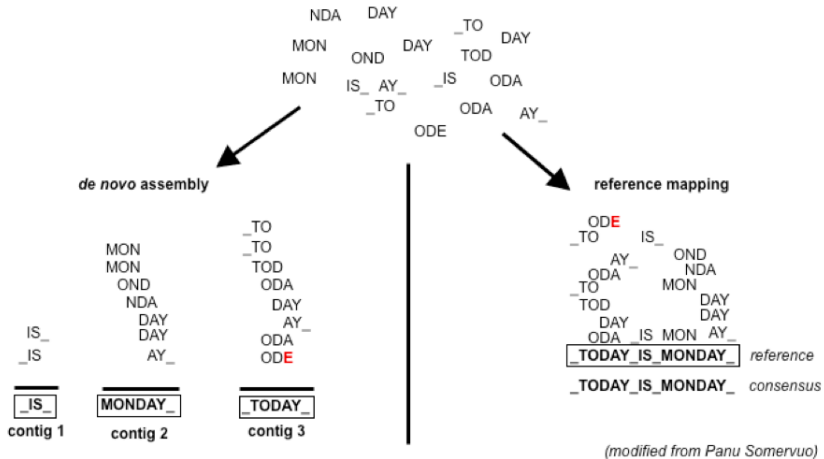 NDA DAY
_TO
MON DAY DAY
OND TOD
MON IS_ AY_ _IS ODA
_TO ODA AY_
ODE
de novo assembly
_TO
_TO
MON
MON TOD
OND ODA
NDA DAY
DAY AY_
IS_ DAY ODA
_IS AY_ ODE
_IS_ MONDAY_ _TODAY_
contig 1 contig 2 contig 3
reference mapping
ODE
_TO IS_
AY_ OND
ODA NDA
_TO MON
TOD DAY
DAY DAY
ODA _IS MON AY_
_TODAY_IS_MONDAY_ reference
_TODAY_IS_MONDAY_ consensus
(modified from Panu Somervuo)